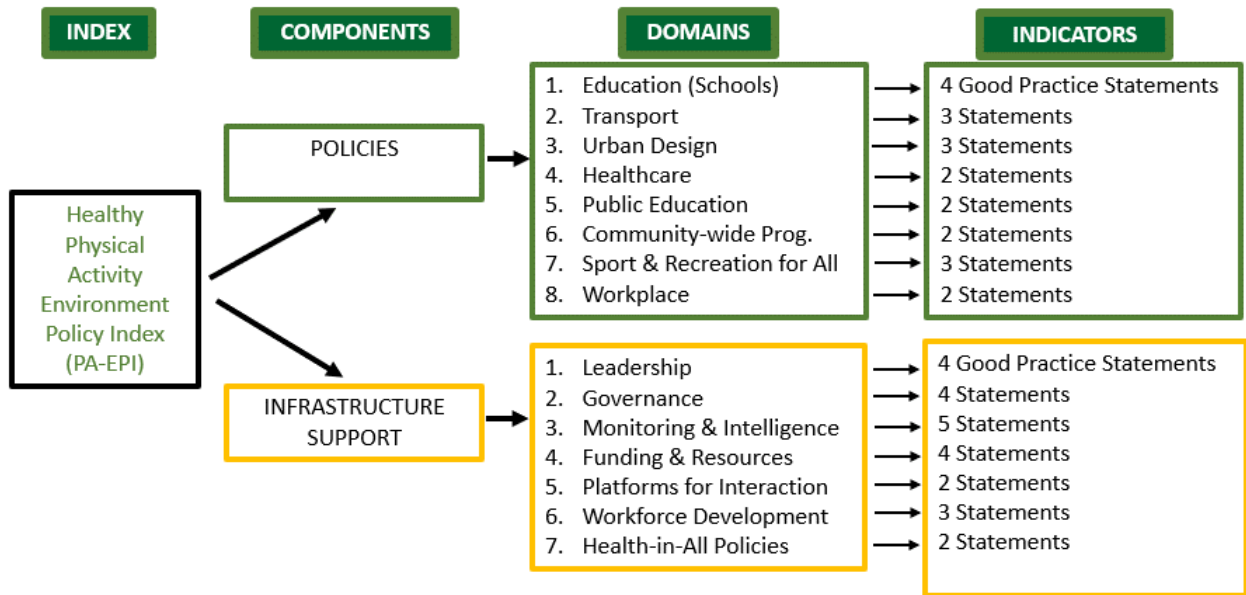 INDEX
COMPONENTS
DOMAINS
INDICATORS
Healthy
Physical
Activity
Environment
Policy Index
(PA-EPI)
POLICIES
1. Education (Schools)
2. Transport
3. Urban Design
4. Healthcare
5. Public Education
6. Community-wide Prog.
7. Sport & Recreation for All
8. Workplace
4 Good Practice Statements
3 Statements
3 Statements
2 Statements
2 Statements
2 Statements
3 Statements
2 Statements
INFRASTRUCTURE
SUPPORT
1. Leadership
2. Governance
3. Monitoring & Intelligence
4. Funding & Resources
5. Platforms for Interaction
6. Workforce Development
7. Health-in-All Policies
4 Good Practice Statements
4 Statements
5 Statements
4 Statements
2 Statements
3 Statements
2 Statements